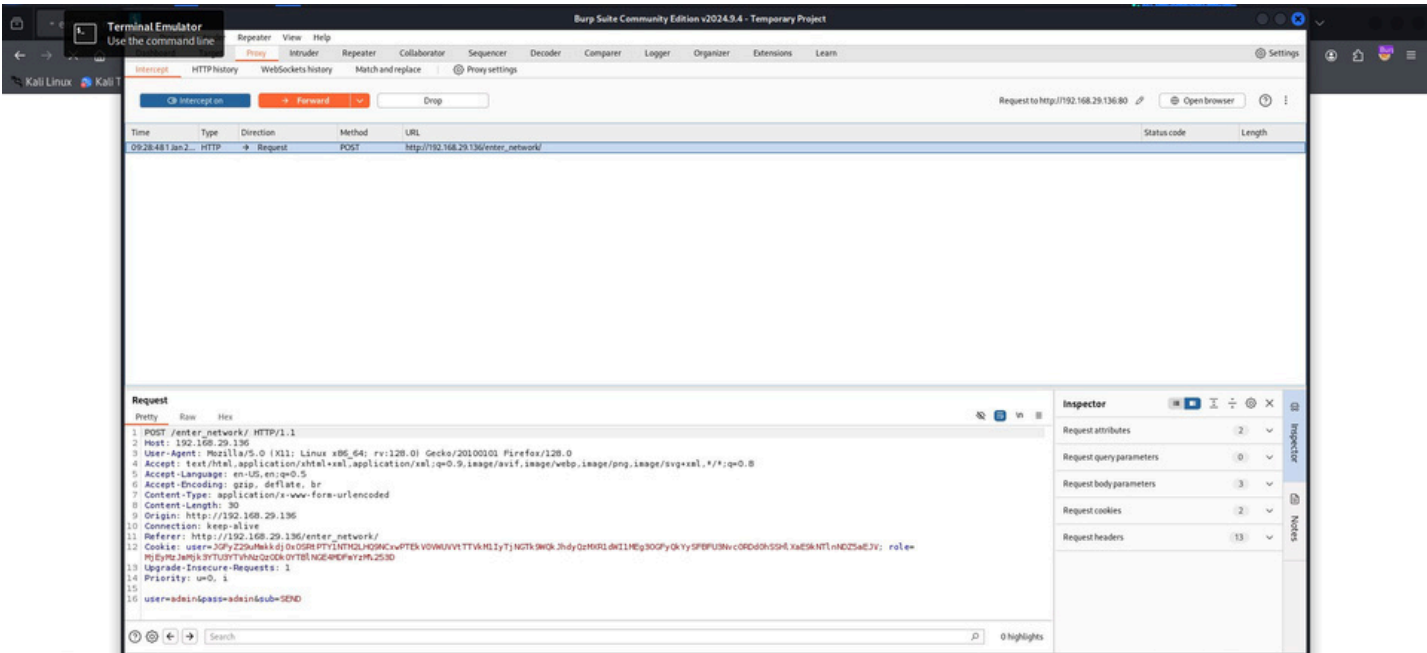 Burp Suite Community Edition v2024.9.4 - Temporary Project
Terminal Emulator
Use the command line
Repeater View Help
Proxy Intruder Repeater Collaborator Sequencer Decoder Comparer Logger Organizer Extensions Learn Settings
Intercept HTTP history WebSockets history Match and replace Proxy settings
Kali Linux Kali T
Intercept on Forward Drop Request to http://192.168.29.136:80 Open browser
Time Type Direction Method URL Status code Length
09:28:48 1 Jan 2... HTTP → Request POST http://192.168.29.136/enter_network/
Request
Pretty Raw Hex
1 POST /enter_network/ HTTP/1.1
2 Host: 192.168.29.136
3 User-Agent: Mozilla/5.0 (X11; Linux x86_64; rv:128.0) Gecko/20100101 Firefox/128.0
4 Accept: text/html,application/xhtml+xml,application/xml;q=0.9,image/avif,image/webp,image/png,image/svg+xml,*/*;q=0.8
5 Accept-Language: en-US,en;q=0.5
6 Accept-Encoding: gzip, deflate, br
7 Content-Type: application/x-www-form-urlencoded
8 Content-Length: 30
9 Origin: http://192.168.29.136
10 Connection: keep-alive
11 Referer: http://192.168.29.136/enter_network/
12 Cookie: role=
13 Upgrade-Insecure-Requests: 1
14 Priority: u=0, i
15
16 user=admin&pass=admin&sub=SEND
Search 0 highlights
Inspector
Request attributes 2
Request query parameters 0
Request body parameters 3
Request cookies 2
Request headers 13
Inspector
Notes